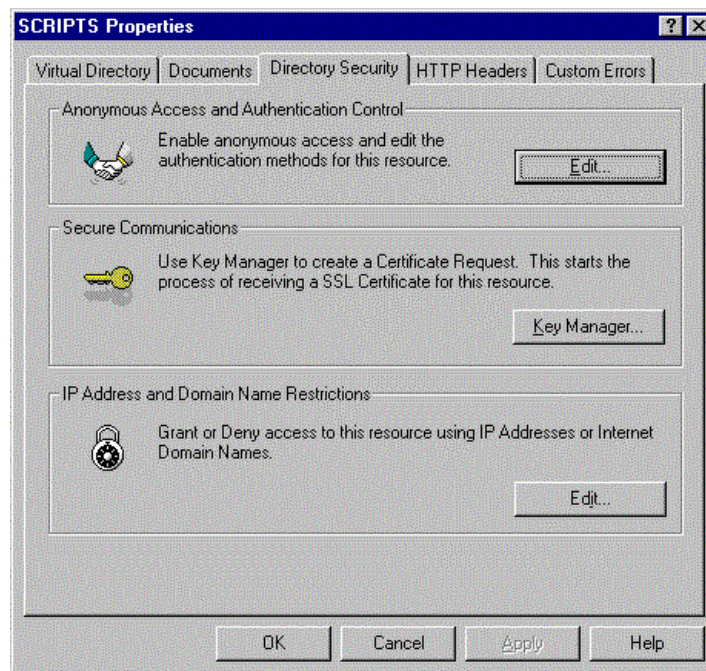 SCRIPTS Properties
Virtual Directory Documents Directory Security HTTP Headers Custom Errors
Anonymous Access and Authentication Control
Enable anonymous access and edit the
authentication methods for this resource.
Edit...
Secure Communications
Use Key Manager to create a Certificate Request. This starts the
process of receiving a SSL Certificate for this resource.
Key Manager...
IP Address and Domain Name Restrictions
Grant or Deny access to this resource using IP Addresses or Internet
Domain Names.
Edit...
OK Cancel Apply Help